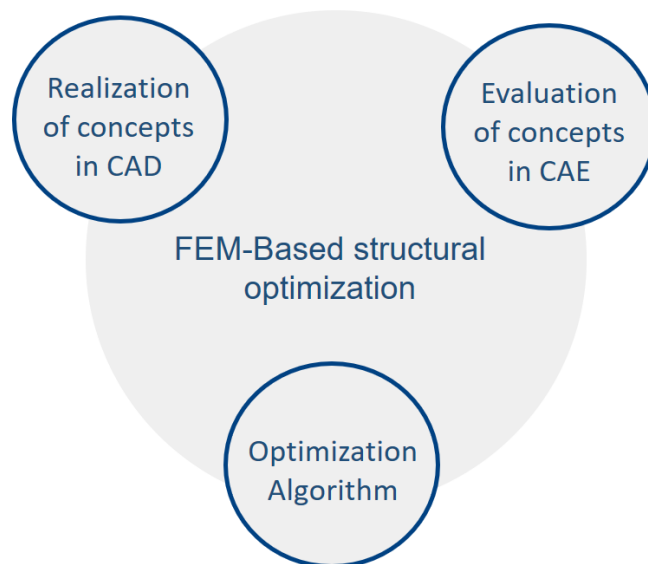 Realization
of concepts
in CAD
Evaluation
of concepts
in CAE
FEM-Based structural
optimization
Optimization
Algorithm